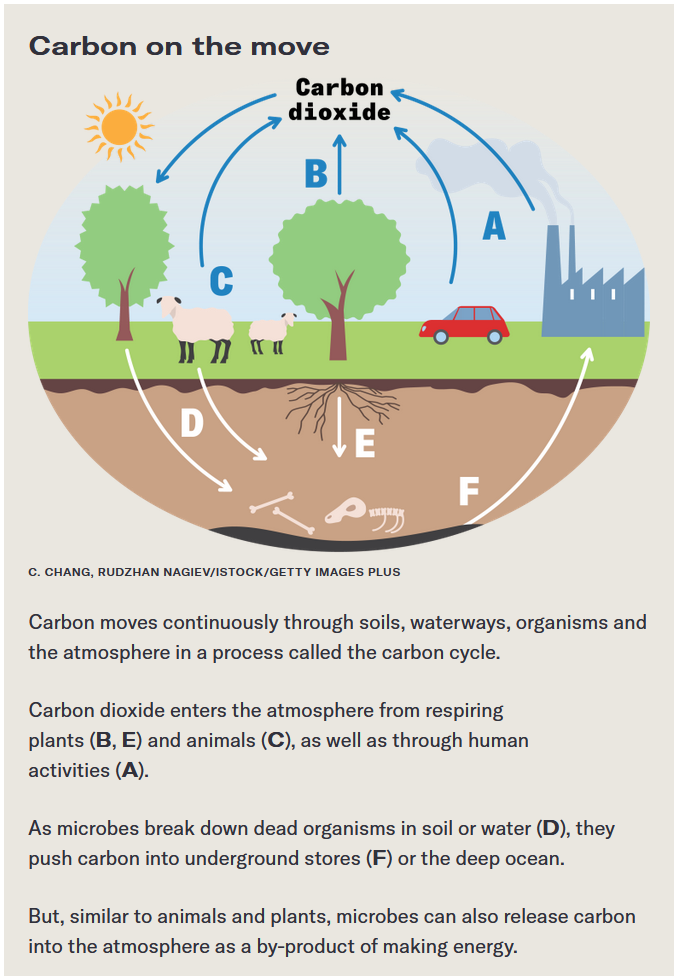 Carbon on the move
Carbon
dioxide
B
A
C
D
E
F
C. CHANG, RUDZHAN NAGIEV/ISTOCK/GETTY IMAGES PLUS
Carbon moves continuously through soils, waterways, organisms and
the atmosphere in a process called the carbon cycle.
Carbon dioxide enters the atmosphere from respiring
plants (B, E) and animals (C), as well as through human
activities (A).
As microbes break down dead organisms in soil or water (D), they
push carbon into underground stores (F) or the deep ocean.
But, similar to animals and plants, microbes can also release carbon
into the atmosphere as a by-product of making energy.